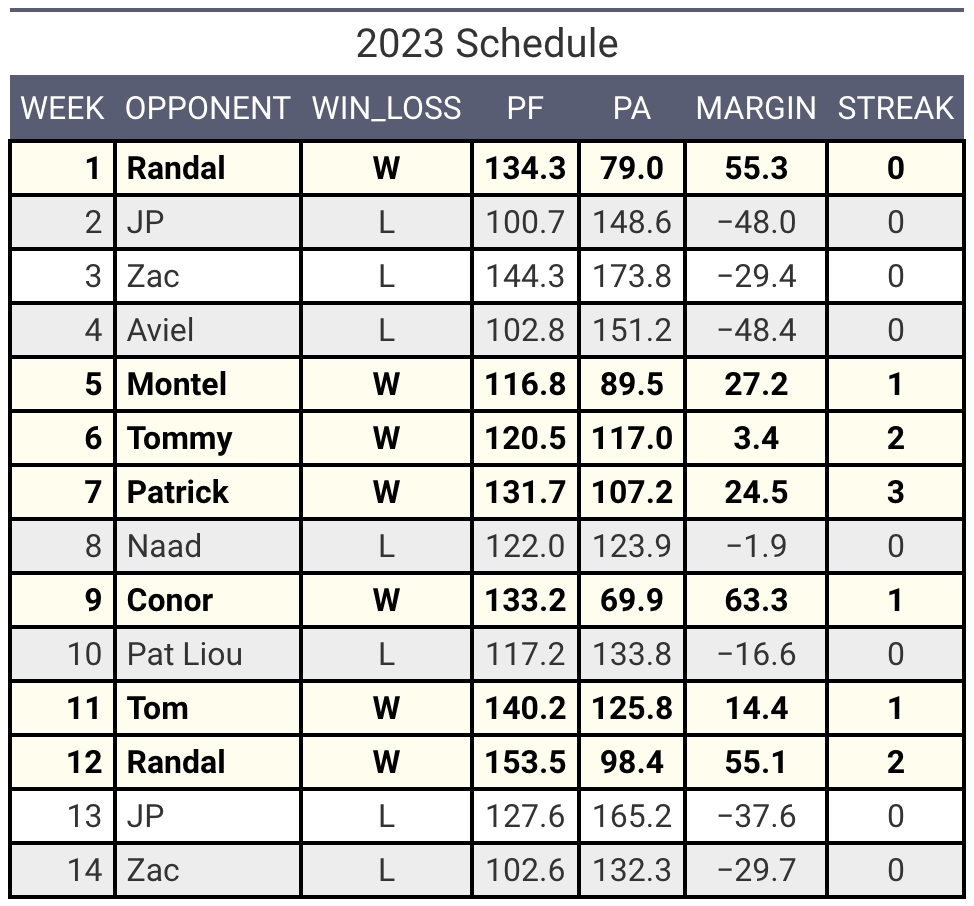 2023 Schedule
WEEK OPPONENT WIN_LOSS PF PA MARGIN STREAK
1 Randal W 134.3 79.0 55.3 0
2 JP L 100.7 148.6 −48.0 0
3 Zac L 144.3 173.8 −29.4 0
4 Aviel L 102.8 151.2 −48.4 0
5 Montel W 116.8 89.5 27.2 1
6 Tommy W 120.5 117.0 3.4 2
7 Patrick W 131.7 107.2 24.5 3
8 Naad L 122.0 123.9 −1.9 0
9 Conor W 133.2 69.9 63.3 1
10 Pat Liou L 117.2 133.8 −16.6 0
11 Tom W 140.2 125.8 14.4 1
12 Randal W 153.5 98.4 55.1 2
13 JP L 127.6 165.2 −37.6 0
14 Zac L 102.6 132.3 −29.7 0